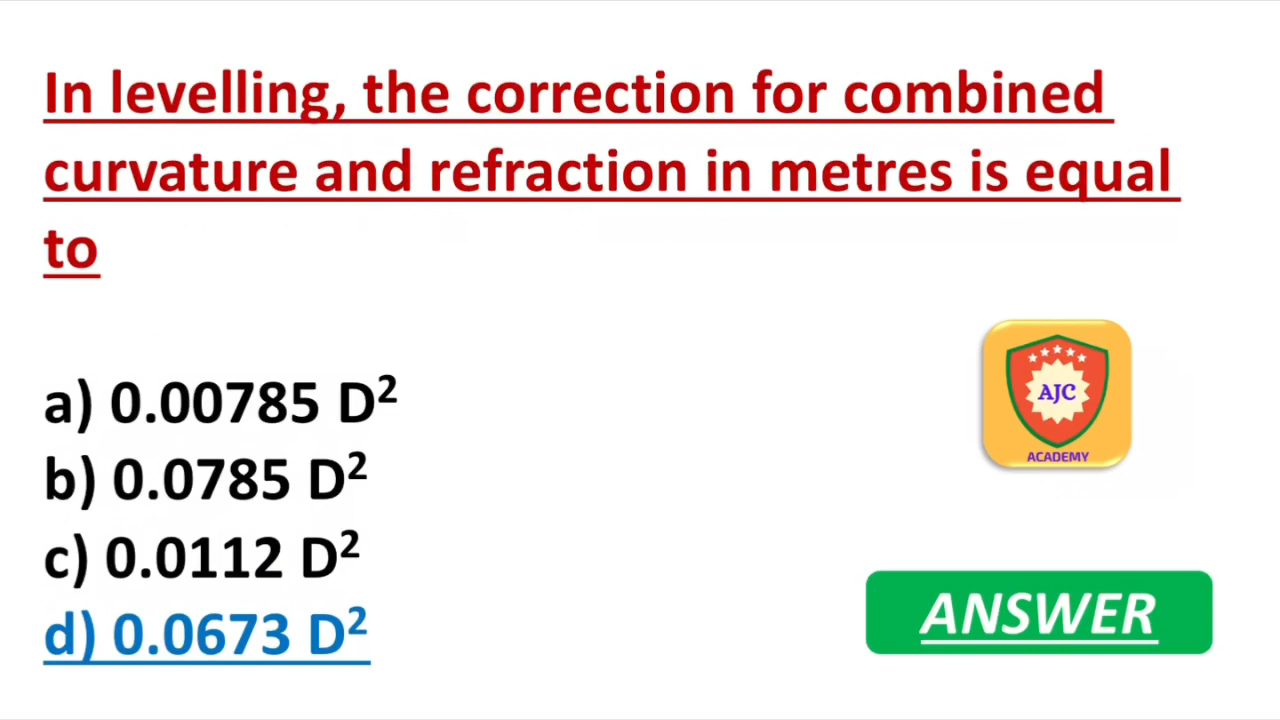 In levelling, the correction for combined
curvature and refraction in metres is equal
to
a) 0.00785 D²
b) 0.0785 D²
c) 0.0112 D²
d) 0.0673 D²
AJC
ACADEMY
ANSWER